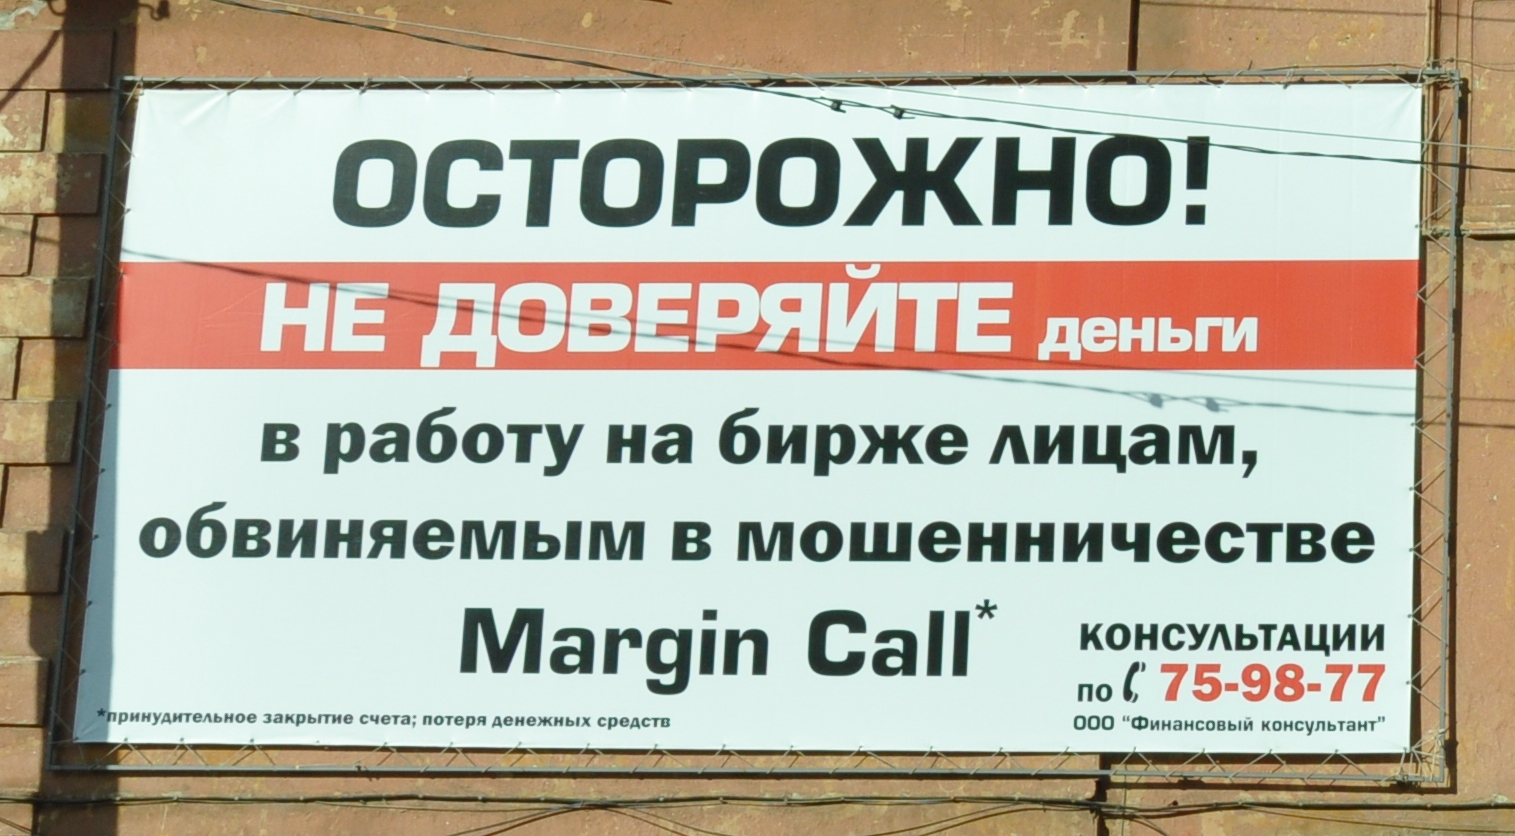 ОСТОРОЖНО!
НЕ ДОВЕРЯЙТЕ деньги
в работу на бирже лицам,
обвиняемым в мошенничестве
Margin Call*
*принудительное закрытие счета; потеря денежных средств
КОНСУЛЬТАЦИИ
по 75-98-77
ООО "Финансовый консультант"